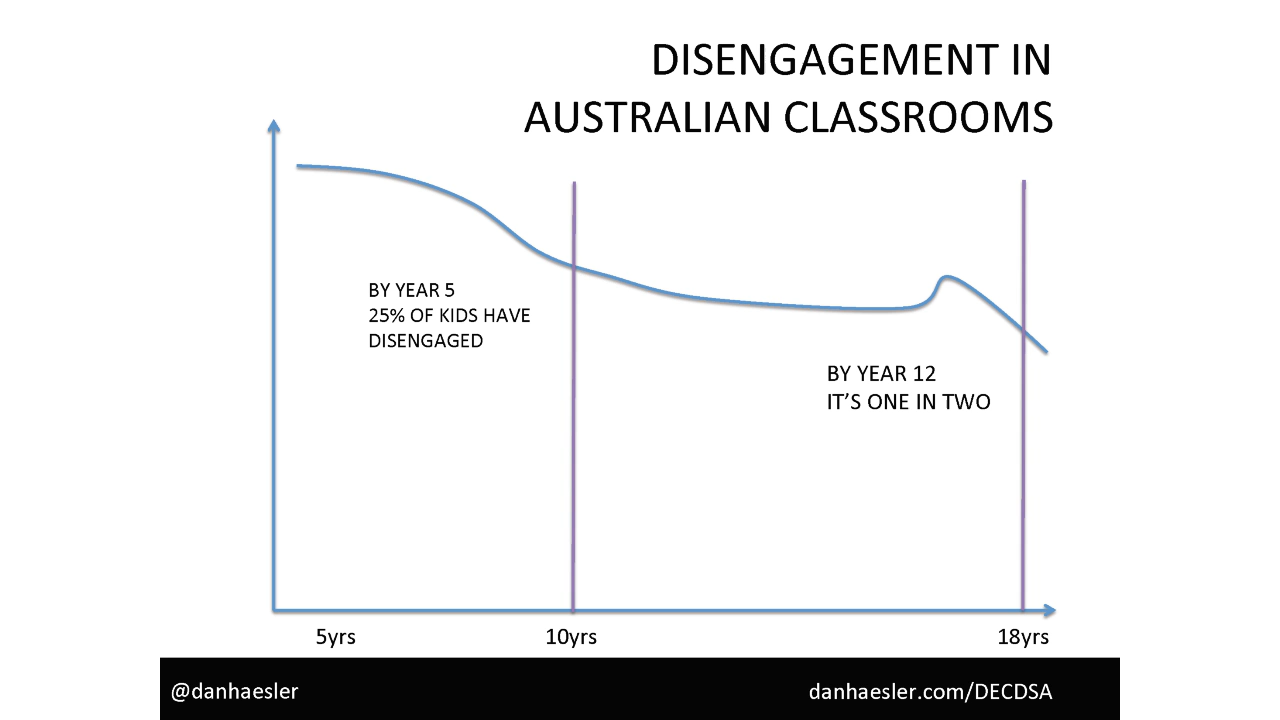 DISENGAGEMENT IN
AUSTRALIAN CLASSROOMS
BY YEAR 5
25% OF KIDS HAVE
DISENGAGED
BY YEAR 12
IT’S ONE IN TWO
5yrs
10yrs
18yrs
@danhaesler
danhaesler.com/DECDSA